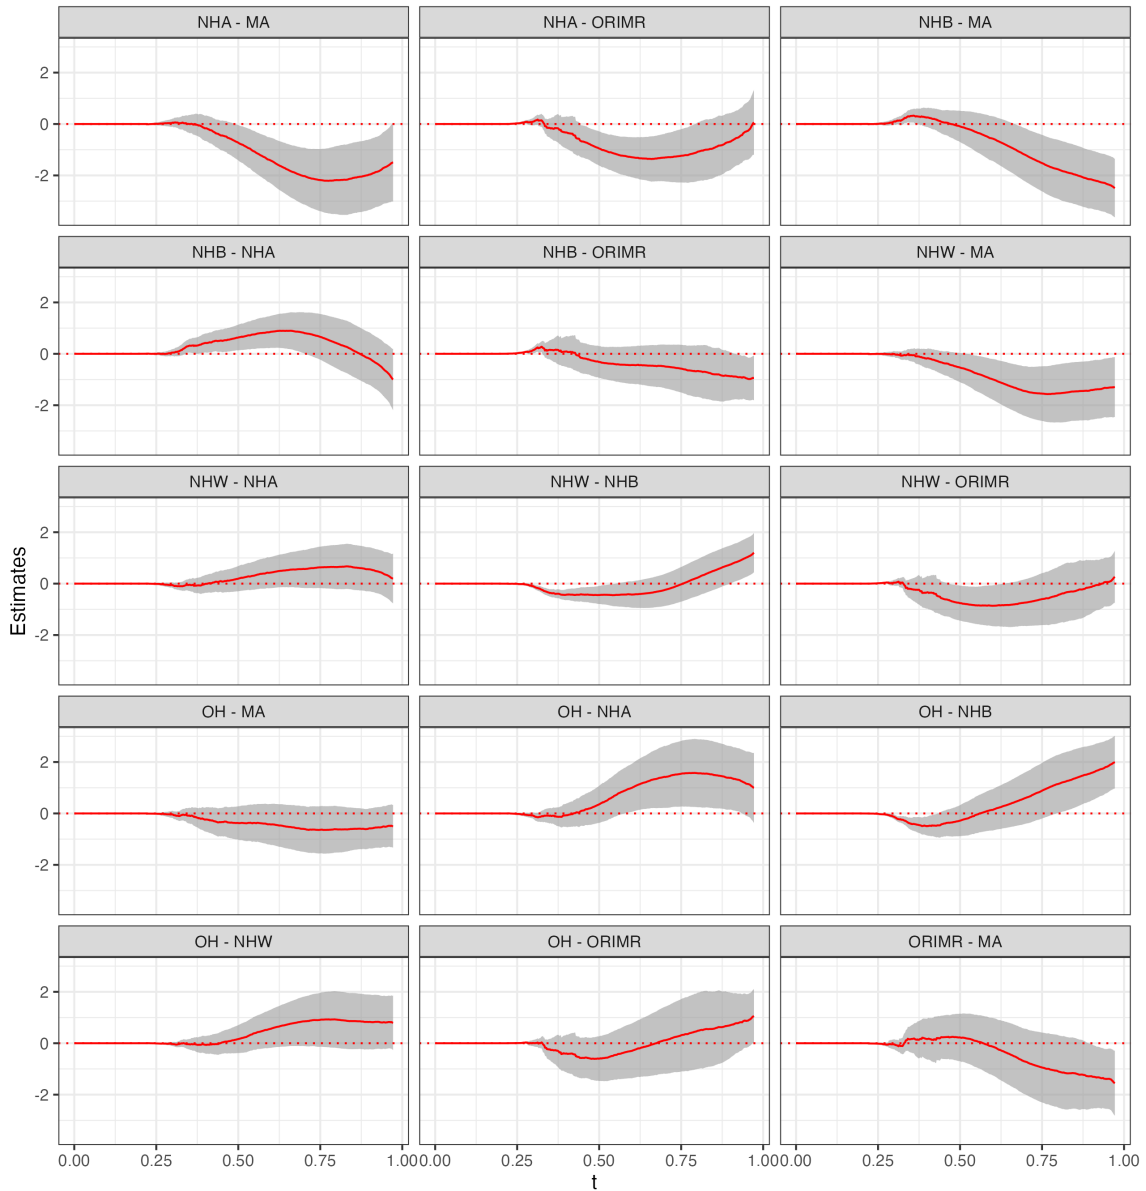 NHA - MA NHA - ORIMR NHB - MA
2
0
-2
NHB - NHA NHB - ORIMR NHW - MA
2
0
-2
NHW - NHA NHW - NHB NHW - ORIMR
2
0
-2
OH - MA OH - NHA OH - NHB
2
0
-2
OH - NHW OH - ORIMR ORIMR - MA
2
0
-2
Estimates
0.00 0.25 0.50 0.75 1.00 0.00 0.25 0.50 0.75 1.00 0.00 0.25 0.50 0.75 1.00
t